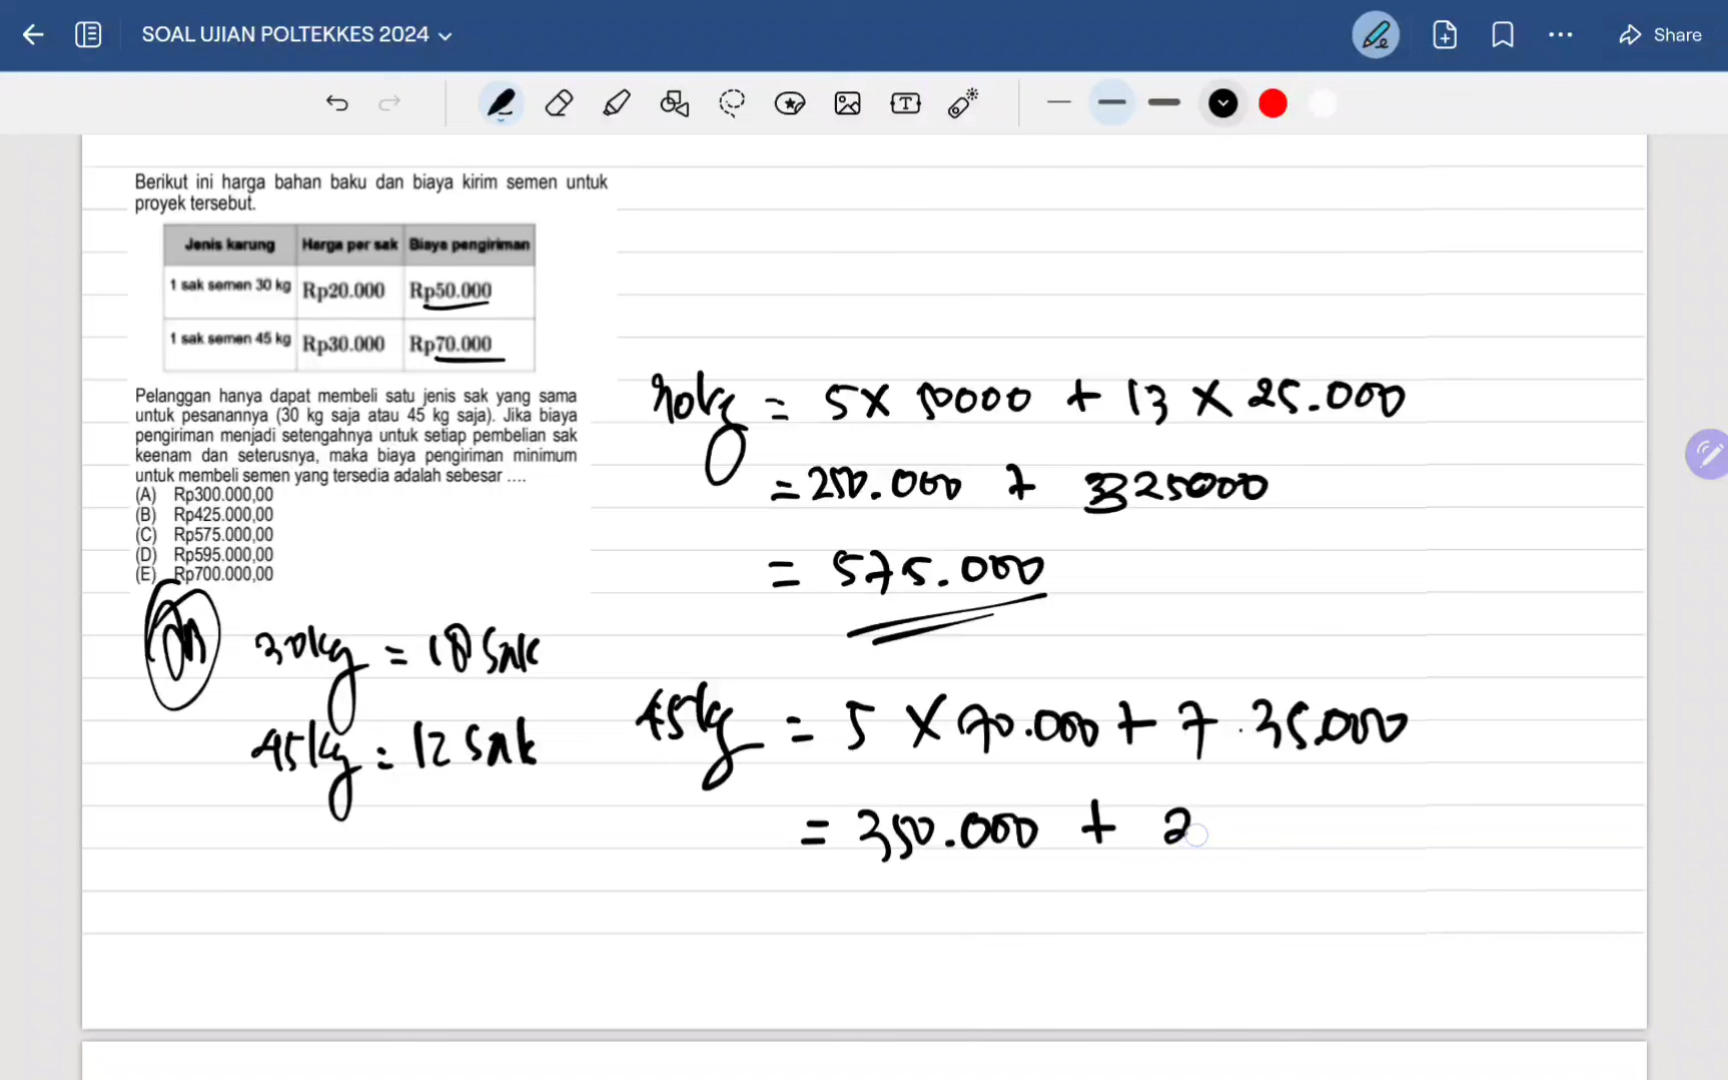 SOAL UJIAN POLTEKKES 2024
Share
Berikut ini harga bahan baku dan biaya kirim semen untuk
proyek tersebut.
Jenis karung Harga per sak Biaya pengiriman
1 sak semen 30 kg Rp20.000 Rp50.000
1 sak semen 45 kg Rp30.000 Rp70.000
Pelanggan hanya dapat membeli satu jenis sak yang sama
untuk pesanannya (30 kg saja atau 45 kg saja). Jika biaya
pengiriman menjadi setengahnya untuk setiap pembelian sak
keenam dan seterusnya, maka biaya pengiriman minimum
untuk membeli semen yang tersedia adalah sebesar ....
(A) Rp300.000,00
(B) Rp425.000,00
(C) Rp575.000,00
(D) Rp595.000,00
(E) Rp700.000,00
30kg = 18 Sak
45kg = 12 Sak
30kg = 5 x 50000 + 13 x 25.000
= 250.000 + 325000
= 575.000
45kg = 5 x 70.000 + 7 . 35.000
= 350.000 + 2